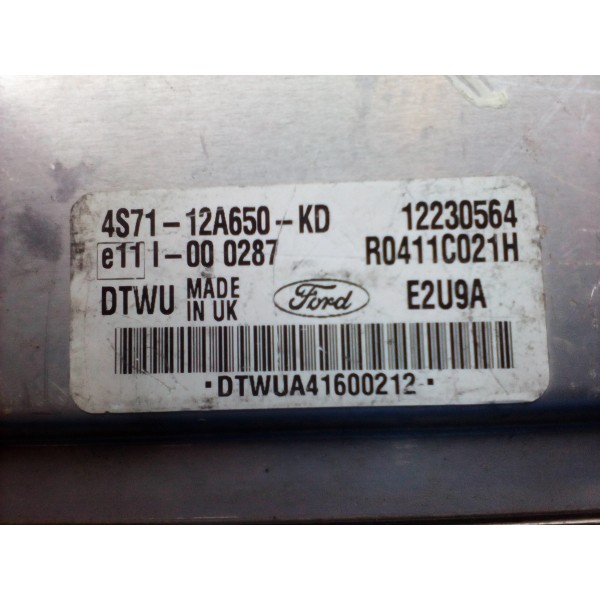 4S71-12A650-KD 12230564
e11 I-00 0287 R0411C021H
DTWU MADE IN UK Ford E2U9A
·DTWUA41600212·